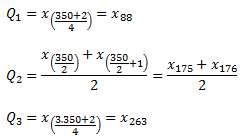 Q₁ = x₍(350+2)/4₎ = x₈₈
Q₂ = (x₍350/2₎ + x₍350/2 +1₎)/2 = (x₁₇₅ + x₁₇₆)/2
Q₃ = x₍(3.350+2)/4₎ = x₂₆₃